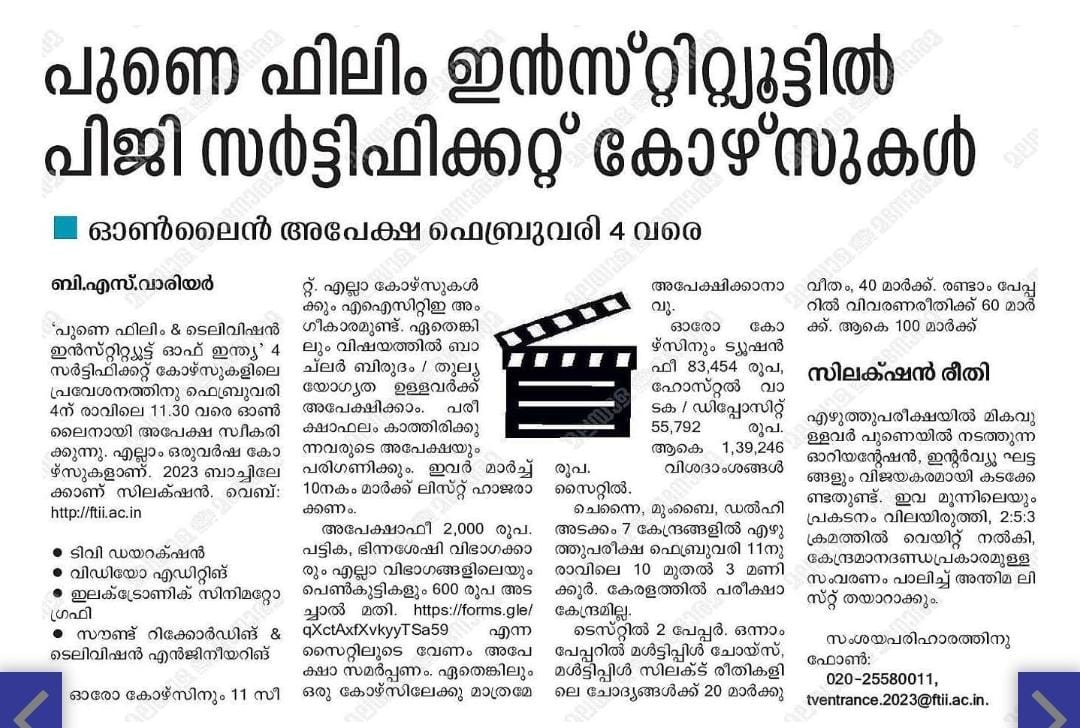 പുണെ ഫിലിം ഇൻസ്റ്റിറ്റ്യൂട്ടിൽ
പിജി സർട്ടിഫിക്കറ്റ് കോഴ്സുകൾ
ഓൺലൈൻ അപേക്ഷ ഫെബ്രുവരി 4 വരെ
ബി.എസ്.വാരിയർ
‘പുണെ ഫിലിം & ടെലിവിഷൻ
ഇൻസ്റ്റിറ്റ്യൂട്ട് ഓഫ് ഇന്ത്യ’ 4
സർട്ടിഫിക്കറ്റ് കോഴ്സുകളിലെ
പ്രവേശനത്തിനു ഫെബ്രുവരി
4ന് രാവിലെ 11.30 വരെ ഓൺ
ലൈനായി അപേക്ഷ സ്വീകരി
ക്കുന്നു. എല്ലാം ഒരുവർഷ കോ
ഴ്സുകളാണ്. 2023 ബാച്ചിലേ
ക്കാണ് സിലക്‌ഷൻ. വെബ്:
http://ftii.ac.in
● ടിവി ഡയറക്‌ഷൻ
● വിഡിയോ എഡിറ്റിങ്
● ഇലക്ട്രോണിക് സിനിമറ്റോ
ഗ്രഫി
● സൗണ്ട് റിക്കോർഡിങ് &
ടെലിവിഷൻ എൻജിനീയറിങ്
ഓരോ കോഴ്സിനും 11 സീ
റ്റ്. എല്ലാ കോഴ്സുകൾ
ക്കും എഐസിറ്റിഇ അം
ഗീകാരമുണ്ട്. ഏതെങ്കി
ലും വിഷയത്തിൽ ബാ
ച്‌ലർ ബിരുദം / തുല്യ
യോഗ്യത ഉള്ളവർക്ക്
അപേക്ഷിക്കാം. പരീ
ക്ഷാഫലം കാത്തിരിക്കു
ന്നവരുടെ അപേക്ഷയും
പരിഗണിക്കും. ഇവർ മാർച്ച്
10നകം മാർക്ക് ലിസ്റ്റ് ഹാജരാ
ക്കണം.
അപേക്ഷാഫീ 2,000 രൂപ.
പട്ടിക, ഭിന്നശേഷി വിഭാഗക്കാ
രും എല്ലാ വിഭാഗങ്ങളിലെയും
പെൺകുട്ടികളും 600 രൂപ അട
ച്ചാൽ മതി. https://forms.gle/
qXctAxfXvkyyTSa59 എന്ന
സൈറ്റിലൂടെ വേണം അപേ
ക്ഷാ സമർപ്പണം. ഏതെങ്കിലും
ഒരു കോഴ്സിലേക്കു മാത്രമേ
അപേക്ഷിക്കാനാ
വൂ.
ഓരോ കോ
ഴ്സിനും ട്യൂഷൻ
ഫീ 83,454 രൂപ,
ഹോസ്റ്റൽ വാ
ടക / ഡിപ്പോസിറ്റ്
55,792 രൂപ.
ആകെ 1,39,246
രൂപ. വിശദാംശങ്ങൾ
സൈറ്റിൽ.
ചെന്നൈ, മുംബൈ, ഡൽഹി
അടക്കം 7 കേന്ദ്രങ്ങളിൽ എഴു
ത്തുപരീക്ഷ ഫെബ്രുവരി 11നു
രാവിലെ 10 മുതൽ 3 മണി
ക്കൂർ. കേരളത്തിൽ പരീക്ഷാ
കേന്ദ്രമില്ല.
ടെസ്റ്റിൽ 2 പേപ്പർ. ഒന്നാം
പേപ്പറിൽ മൾട്ടിപ്പിൾ ചോയ്സ്,
മൾട്ടിപ്പിൾ സിലക്ട് രീതികളി
ലെ ചോദ്യങ്ങൾക്ക് 20 മാർക്കു
വീതം, 40 മാർക്ക്. രണ്ടാം പേപ്പ
റിൽ വിവരണരീതിക്ക് 60 മാർ
ക്ക്. ആകെ 100 മാർക്ക്
സിലക്‌ഷൻ രീതി
എഴുത്തുപരീക്ഷയിൽ മികവു
ള്ളവർ പുണെയിൽ നടത്തുന്ന
ഓറിയന്റേഷൻ, ഇന്റർവ്യൂ ഘട്ട
ങ്ങളും വിജയകരമായി കടക്കേ
ണ്ടതുണ്ട്. ഇവ മൂന്നിലെയും
പ്രകടനം വിലയിരുത്തി, 2:5:3
ക്രമത്തിൽ വെയിറ്റ് നൽകി,
കേന്ദ്രമാനദണ്ഡപ്രകാരമുള്ള
സംവരണം പാലിച്ച് അന്തിമ ലി
സ്റ്റ് തയാറാക്കും.
സംശയപരിഹാരത്തിനു
ഫോൺ:
020-25580011,
tventrance.2023@ftii.ac.in.